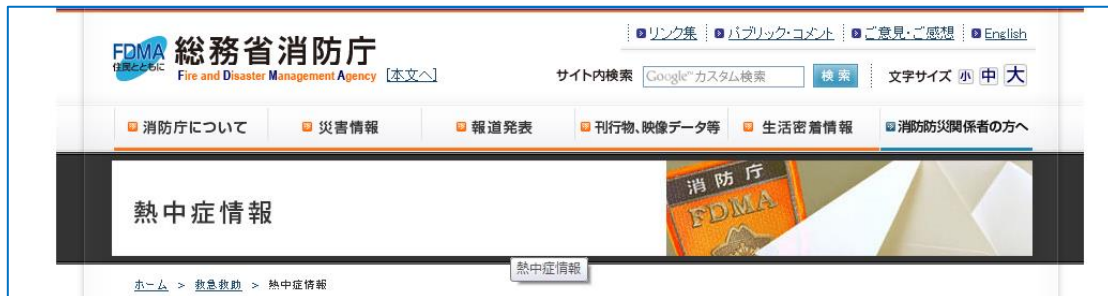 リンク集 パブリック・コメント ご意見・ご感想 English
FDMA 総務省消防庁
住民とともに Fire and Disaster Management Agency [本文へ]
サイト内検索 Google™カスタム検索 検索 文字サイズ 小 中 大
消防庁について 災害情報 報道発表 刊行物、映像データ等 生活密着情報 消防防災関係者の方へ
熱中症情報
消防庁
FDMA
熱中症情報
ホーム > 救急救助 > 熱中症情報